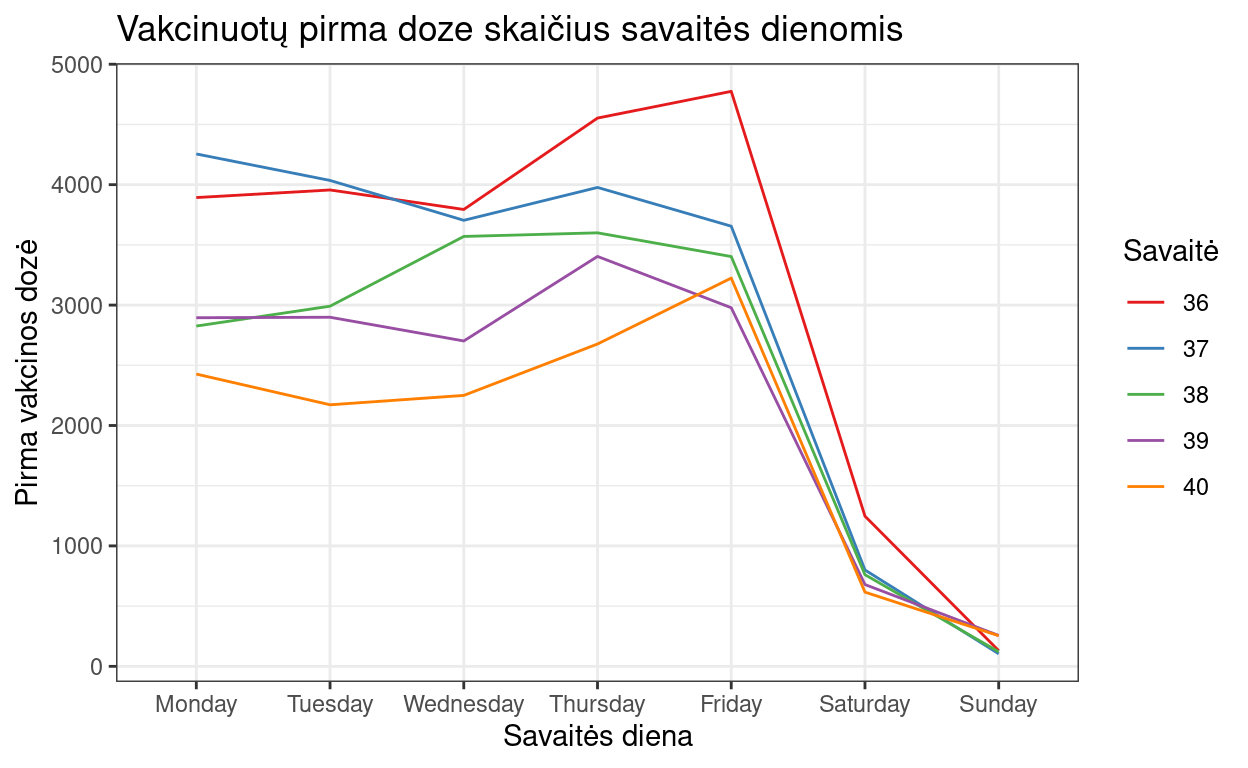 Vakcinuotų pirma doze skaičius savaitės dienomis
5000
4000
3000
2000
1000
0
Pirma vakcinos dozė
Monday Tuesday Wednesday Thursday Friday Saturday Sunday
Savaitės diena
Savaitė
36
37
38
39
40